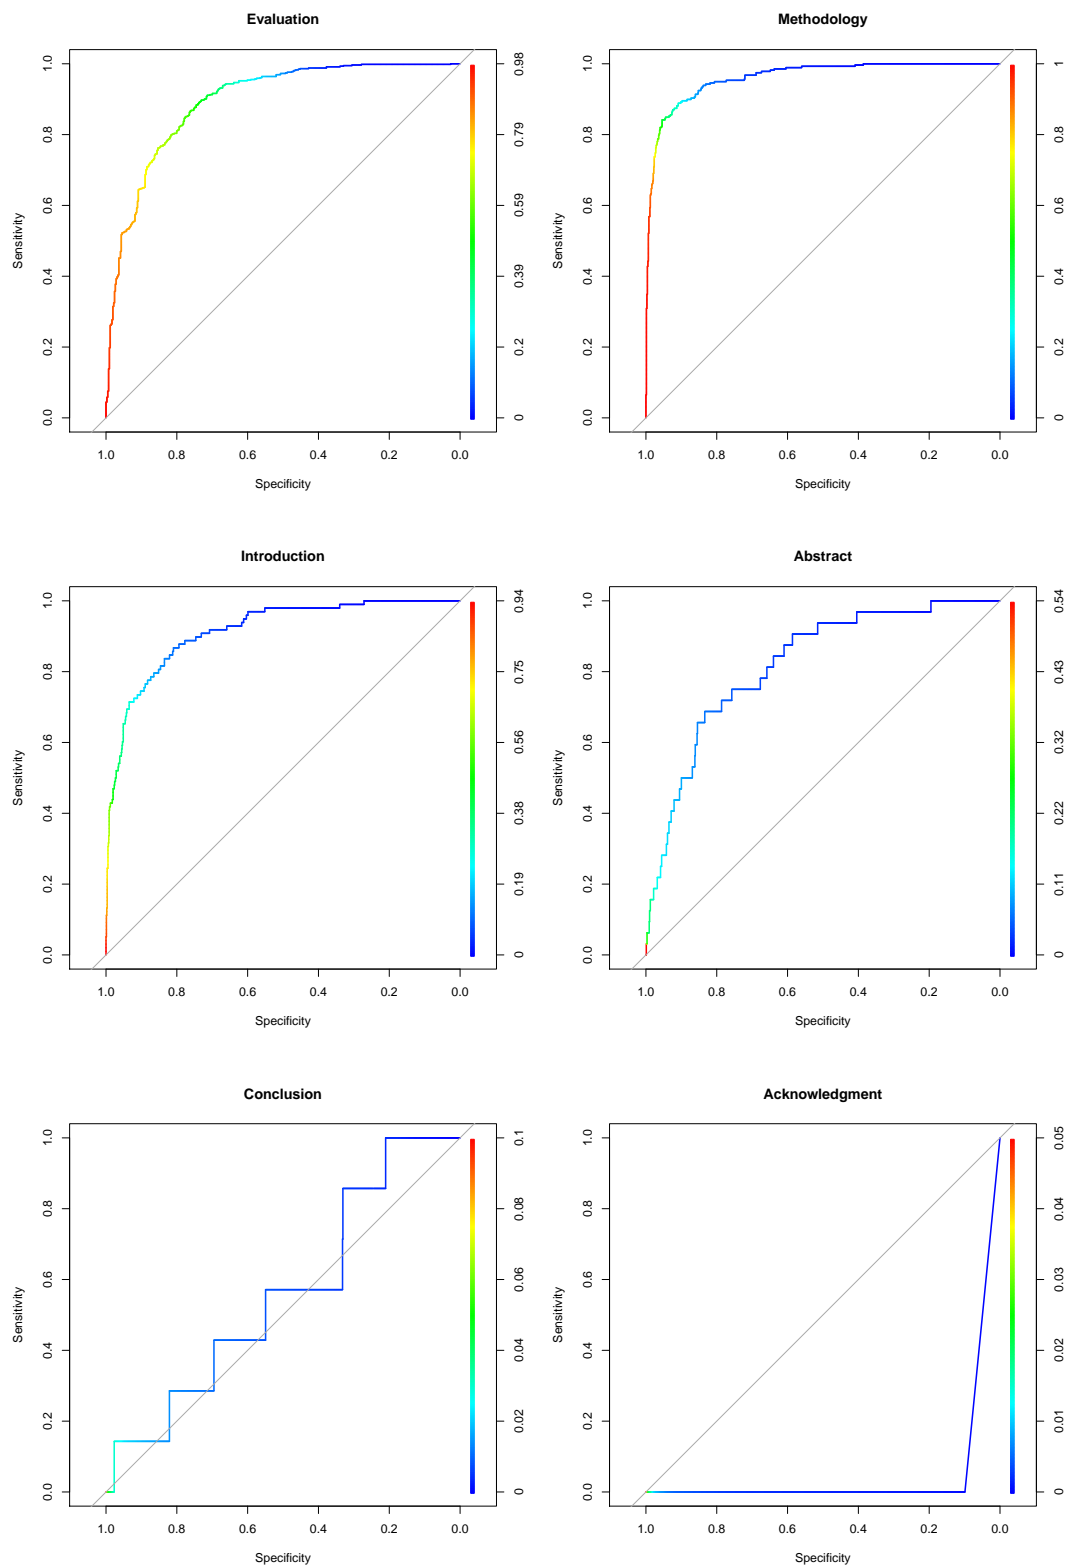 Evaluation
Sensitivity
0.0 0.2 0.4 0.6 0.8 1.0
0 0.2 0.39 0.59 0.79 0.98
1.0 0.8 0.6 0.4 0.2 0.0
Specificity
Methodology
Sensitivity
0.0 0.2 0.4 0.6 0.8 1.0
0 0.2 0.4 0.6 0.8 1
1.0 0.8 0.6 0.4 0.2 0.0
Specificity
Introduction
Sensitivity
0.0 0.2 0.4 0.6 0.8 1.0
0 0.19 0.38 0.56 0.75 0.94
1.0 0.8 0.6 0.4 0.2 0.0
Specificity
Abstract
Sensitivity
0.0 0.2 0.4 0.6 0.8 1.0
0 0.11 0.22 0.32 0.43 0.54
1.0 0.8 0.6 0.4 0.2 0.0
Specificity
Conclusion
Sensitivity
0.0 0.2 0.4 0.6 0.8 1.0
0 0.02 0.04 0.06 0.08 0.1
1.0 0.8 0.6 0.4 0.2 0.0
Specificity
Acknowledgment
Sensitivity
0.0 0.2 0.4 0.6 0.8 1.0
0 0.01 0.02 0.03 0.04 0.05
1.0 0.8 0.6 0.4 0.2 0.0
Specificity